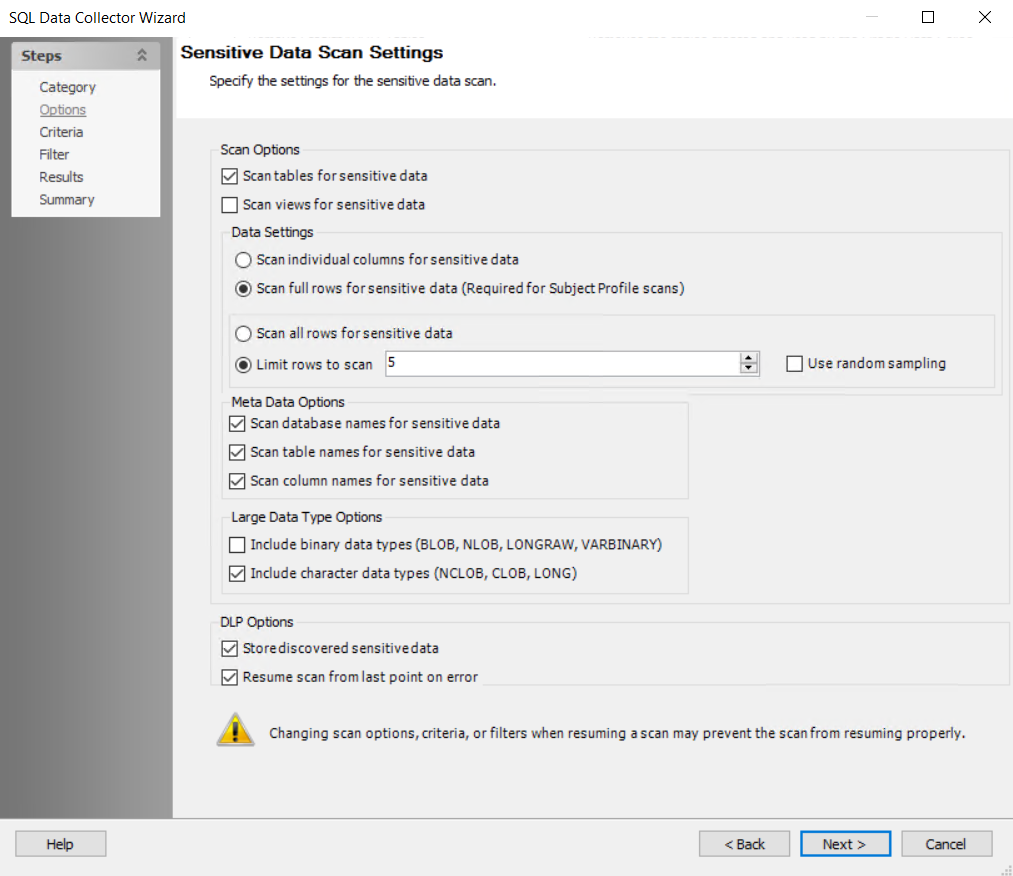 SQL Data Collector Wizard
Steps
Category
Options
Criteria
Filter
Results
Summary
Sensitive Data Scan Settings
Specify the settings for the sensitive data scan.
Scan Options
Scan tables for sensitive data
Scan views for sensitive data
Data Settings
Scan individual columns for sensitive data
Scan full rows for sensitive data (Required for Subject Profile scans)
Scan all rows for sensitive data
Limit rows to scan 5 Use random sampling
Meta Data Options
Scan database names for sensitive data
Scan table names for sensitive data
Scan column names for sensitive data
Large Data Type Options
Include binary data types (BLOB, NLOB, LONGRAW, VARBINARY)
Include character data types (NCLOB, CLOB, LONG)
DLP Options
Store discovered sensitive data
Resume scan from last point on error
Changing scan options, criteria, or filters when resuming a scan may prevent the scan from resuming properly.
Help < Back Next > Cancel